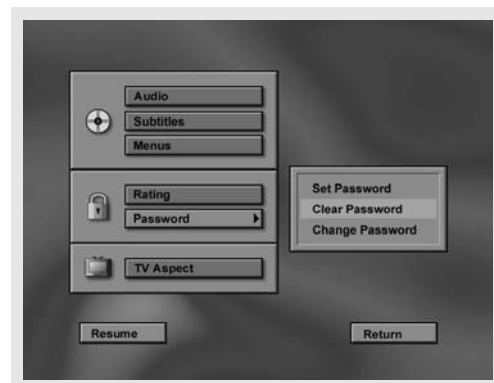 Audio
Subtitles
Menus
Rating
Password
Set Password
Clear Password
Change Password
TV Aspect
Resume
Return